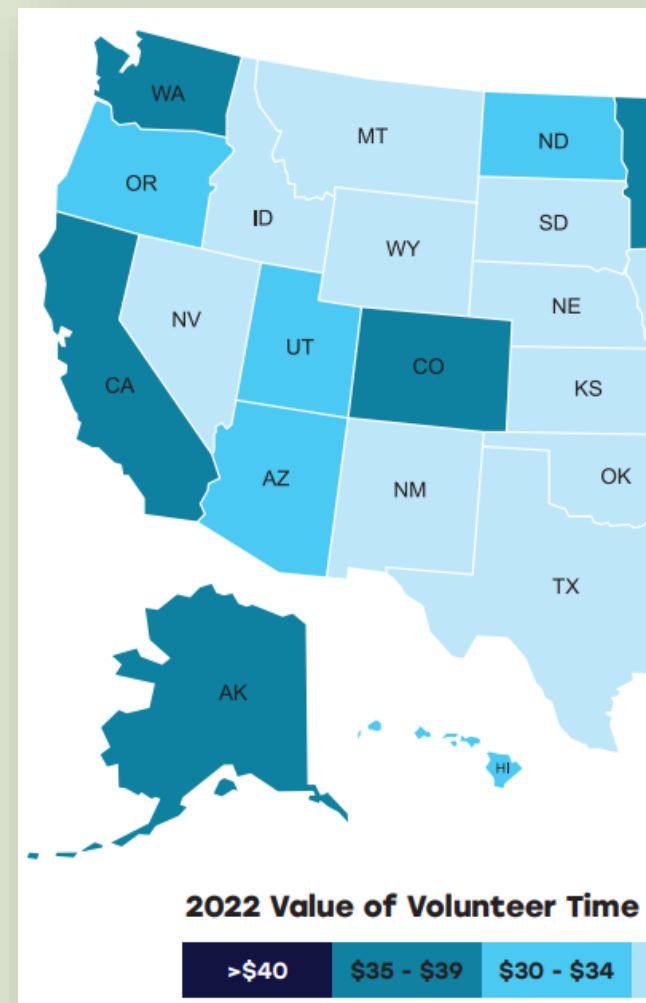 WA
MT
ND
OR
ID
SD
WY
NE
NV
UT
CO
KS
CA
AZ
NM
OK
TX
AK
HI
2022 Value of Volunteer Time
>$40 $35 - $39 $30 - $34